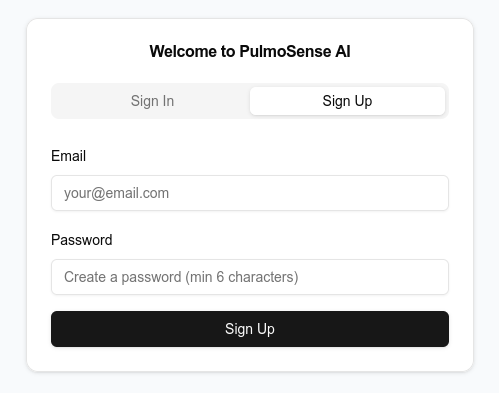 Welcome to PulmoSense AI
Sign In
Sign Up
Email
your@email.com
Password
Create a password (min 6 characters)
Sign Up